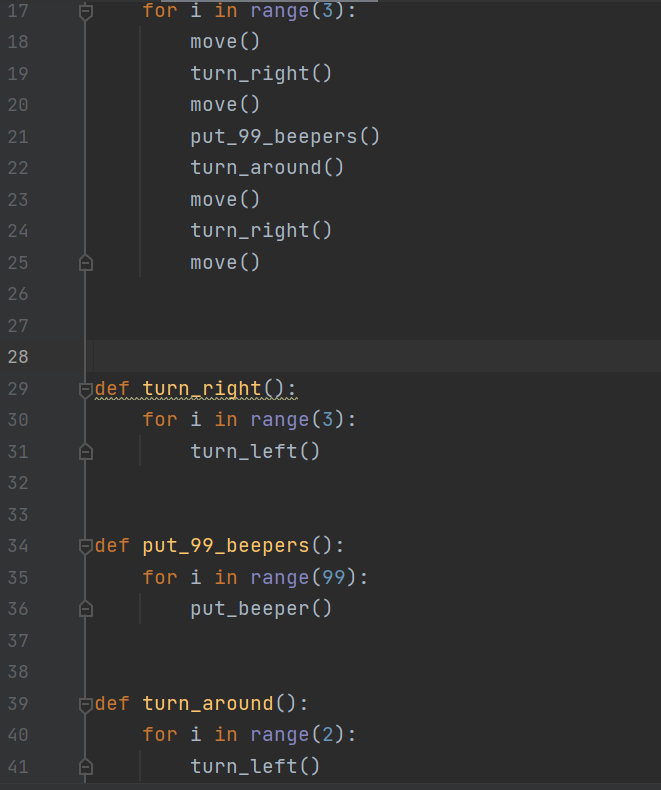 17 for i in range(3):
18 move()
19 turn_right()
20 move()
21 put_99_beepers()
22 turn_around()
23 move()
24 turn_right()
25 move()
26
27
28
29 def turn_right():
30 for i in range(3):
31 turn_left()
32
33
34 def put_99_beepers():
35 for i in range(99):
36 put_beeper()
37
38
39 def turn_around():
40 for i in range(2):
41 turn_left()